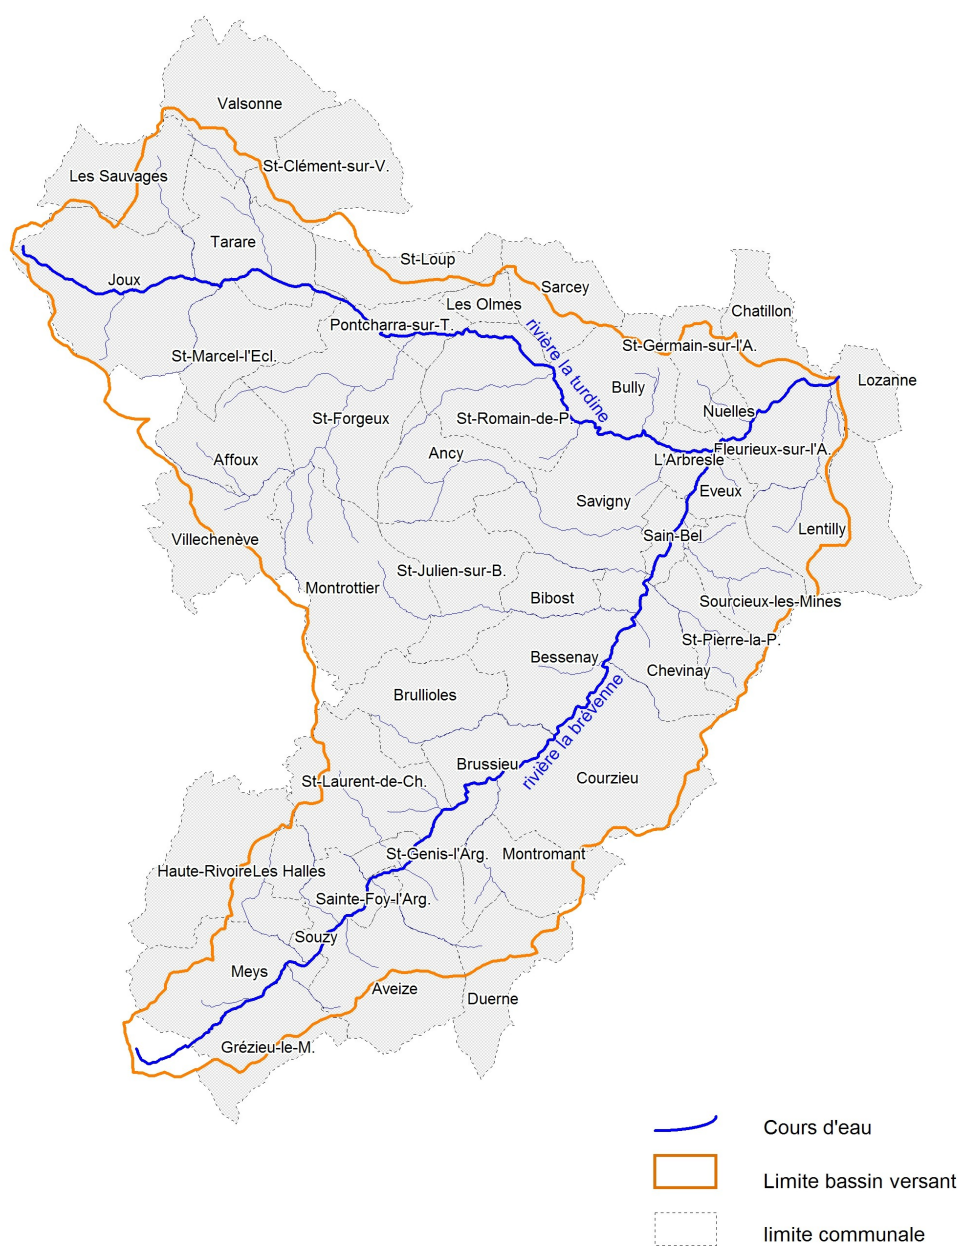 Valsonne
St-Clément-sur-V.
Les Sauvages
Tarare
St-Loup
Joux
Sarcey
Les Olmes
Chatillon
Pontcharra-sur-T.
St-Germain-sur-l'A.
St-Marcel-l'Ecl.
rivière la turdine
Lozanne
Bully
Nuelles
St-Forgeux
St-Romain-de-P.
Fleurieux-sur-l'A.
Ancy
Affoux
L'Arbresle
Eveux
Savigny
Lentilly
Sain-Bel
Villechenève
St-Julien-sur-B.
Montrottier
Bibost
Sourcieux-les-Mines
St-Pierre-la-P.
Bessenay
Chevinay
Brullioles
rivière la brévenne
Brussieu
Courzieu
St-Laurent-de-Ch.
St-Genis-l'Arg.
Montromant
Haute-Rivoire
Les Halles
Sainte-Foy-l'Arg.
Souzy
Meys
Aveize
Duerne
Grézieu-le-M.
Cours d'eau
Limite bassin versant
limite communale